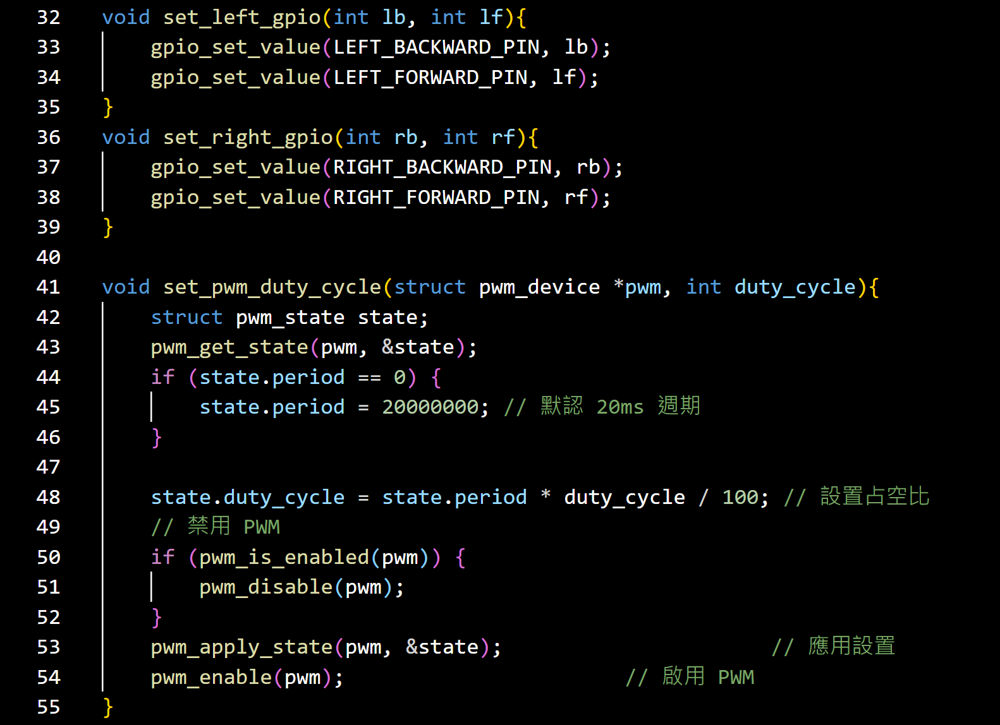 32 void set_left_gpio(int lb, int lf){
33     gpio_set_value(LEFT_BACKWARD_PIN, lb);
34     gpio_set_value(LEFT_FORWARD_PIN, lf);
35 }
36 void set_right_gpio(int rb, int rf){
37     gpio_set_value(RIGHT_BACKWARD_PIN, rb);
38     gpio_set_value(RIGHT_FORWARD_PIN, rf);
39 }
40
41 void set_pwm_duty_cycle(struct pwm_device *pwm, int duty_cycle){
42     struct pwm_state state;
43     pwm_get_state(pwm, &state);
44     if (state.period == 0) {
45         state.period = 20000000; // 默認 20ms 週期
46     }
47
48     state.duty_cycle = state.period * duty_cycle / 100; // 設置占空比
49     // 禁用 PWM
50     if (pwm_is_enabled(pwm)) {
51         pwm_disable(pwm);
52     }
53     pwm_apply_state(pwm, &state);                       // 應用設置
54     pwm_enable(pwm);                        // 啟用 PWM
55 }